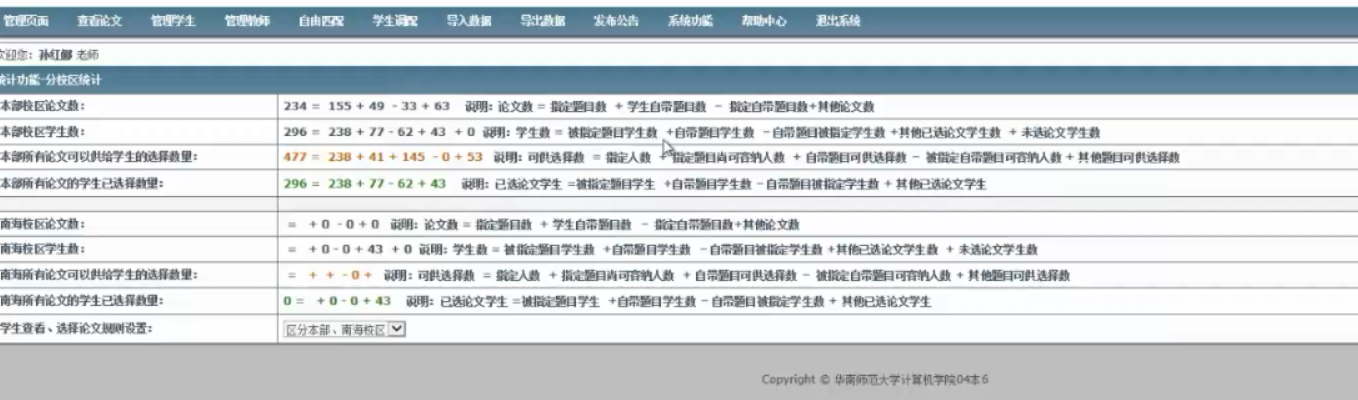 管理页面 查看论文 管理学生 管理教师 自由匹配 学生调配 导入数据 导出数据 发布公告 系统功能 帮助中心 退出系统
欢迎您: 老师
统计功能-分校区统计
本部校区论文数: 234 = 155 + 49 - 33 + 63 说明: 论文数 = 指定题目数 + 学生自带题目数 - 指定自带题目数+其他论文数
本部校区学生数: 296 = 238 + 77 - 62 + 43 + 0 说明: 学生数 = 被指定题目学生数 +自带题目学生数 -自带题目被指定学生数 +其他已选论文学生数 + 未选论文学生数
本部所有论文可以供给学生的选择数量: 477 = 238 + 41 + 145 - 0 + 53 说明: 可供选择数 = 指定人数 + 指定题目尚可容纳人数 + 自带题目可供选择数 - 被指定自带题目可容纳人数 + 其他题目可供选择数
本部所有论文的学生已选择数量: 296 = 238 + 77 - 62 + 43 说明: 已选论文学生 =被指定题目学生 +自带题目学生数 - 自带题目被指定学生数 + 其他已选论文学生
南海校区论文数: = + 0 - 0 + 0 说明: 论文数 = 指定题目数 + 学生自带题目数 - 指定自带题目数+其他论文数
南海校区学生数: = + 0 - 0 + 43 + 0 说明: 学生数 = 被指定题目学生数 +自带题目学生数 -自带题目被指定学生数 +其他已选论文学生数 + 未选论文学生数
南海所有论文可以供给学生的选择数量: = + + - 0 + 说明: 可供选择数 = 指定人数 + 指定题目尚可容纳人数 + 自带题目可供选择数 - 被指定自带题目可容纳人数 + 其他题目可供选择数
南海所有论文的学生已选择数量: 0 = + 0 - 0 + 43 说明: 已选论文学生 =被指定题目学生 +自带题目学生数 - 自带题目被指定学生数 + 其他已选论文学生
学生查看、选择论文规则设置: 区分本部、南海校区
Copyright © 华南师范大学计算机学院04本6